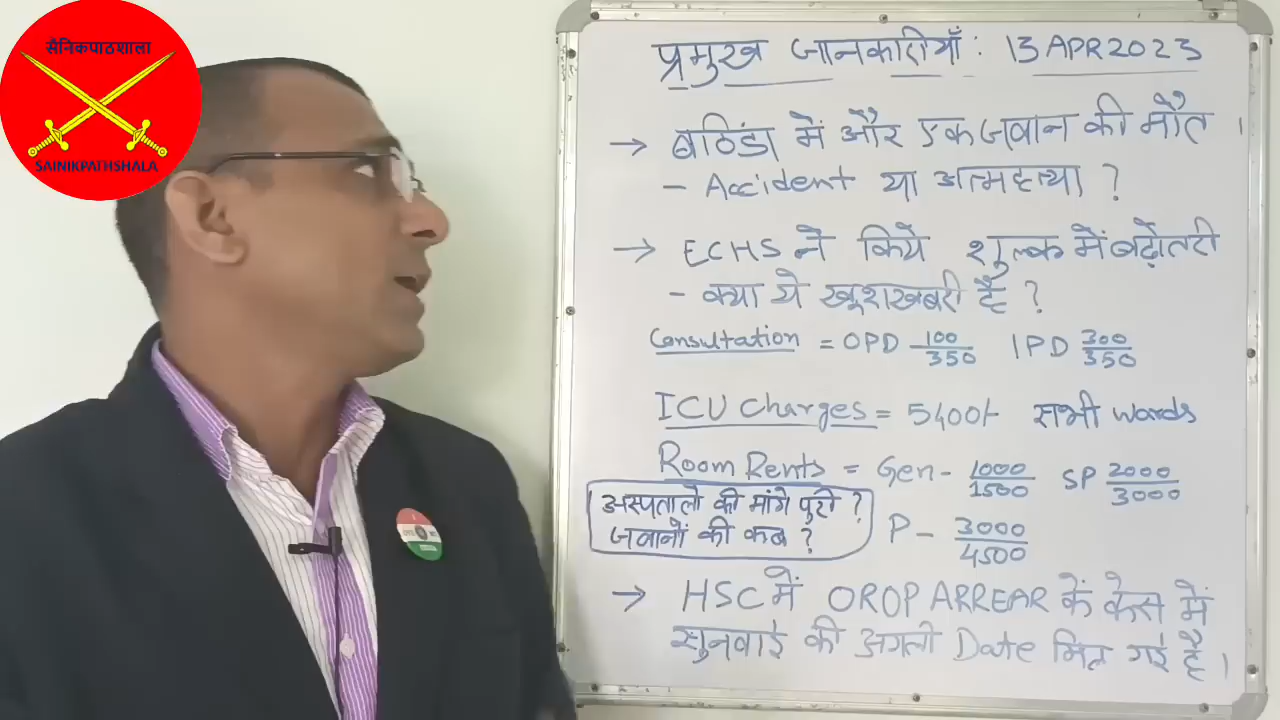 सैनिकपाठशाला
SAINIKPATHSHALA
प्रमुख जानकारीयाँ : 13 APR 2023
→ बठिंडा में और एक जवान की मौत ।
- Accident या आत्महत्या ?
→ ECHS ने किये शुल्क में बढ़ोतरी
- क्या ये खुशखबरी है ?
Consultation = OPD 100/350 IPD 300/350
ICU Charges = 5400/- सभी Words
Room Rents = Gen - 1000/1500 SP 2000/3000
अस्पतालो की मांगे पुरी ?
जवानों की कब ?
P - 3000/4500
→ HSC में OROP ARREAR के केस में
सुनवाई की अगली Date मिल गई है ।